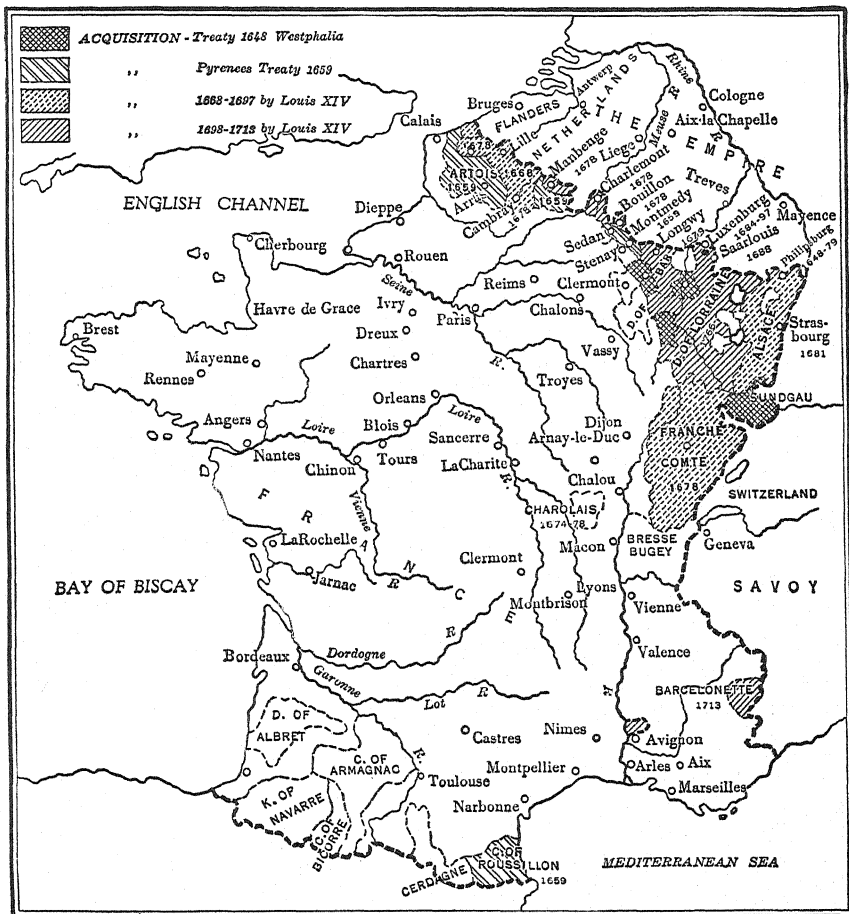 ACQUISITION - Treaty 1648 Westphalia
,, Pyrenees Treaty 1659
,, 1668-1697 by Louis XIV
,, 1698-1713 by Louis XIV
Rhine
R
Antwerp
Bruges
FLANDERS
NETHERLANDS
THE EMPIRE
Cologne
Aix-la Chapelle
Calais
1678
Lille
Meuse
Liege
Manbenge
1678
Charlemont
1678
ARTOIS
1668
1659
Arras
Cambray
1678
1659
Bouillon
1678
Montmedy
1659
Longwy
1679
Treves
Luxenburg
1684-97
Mayence
Saarlouis
1688
Philipsburg
1648-79
ENGLISH CHANNEL
Dieppe
Cherbourg
Rouen
Sedan
Stenay
BAR
Seine
Reims
Clermont
Havre de Grace
Ivry
Paris
Chalons
D. OF
D. OF LORRAINE
1766
ALSACE
Strasbourg
1681
Brest
Dreux
Mayenne
Chartres
Vassy
Rennes
R.
Troyes
Orleans
SUNDGAU
Angers
Loire
Blois
Loire
Dijon
Sancerre
Arnay-le-Duc
FRANCHE
COMTE
1678
Nantes
Chinon
Tours
LaCharite
R.
Chalou
SWITZERLAND
Vienne
R
FRANCE
CHAROLAIS
1674-78
LaRochelle
Macon
BRESSE
BUGEY
Geneva
Jarnac
Clermont
BAY OF BISCAY
Lyons
SAVOY
Montbrison
Vienne
R
Dordogne
Bordeaux
Valence
Garonne
Lot
R
R
BARCELONETTE
1713
D. OF
ALBRET
Castres
Nimes
Avignon
R.
C. OF
ARMAGNAC
Toulouse
Montpellier
Arles
Aix
K. OF
NAVARRE
Narbonne
Marseilles
C. OF
BIGORRE
C. OF
ROUSSILLON
1659
CERDAGNE
MEDITERRANEAN SEA